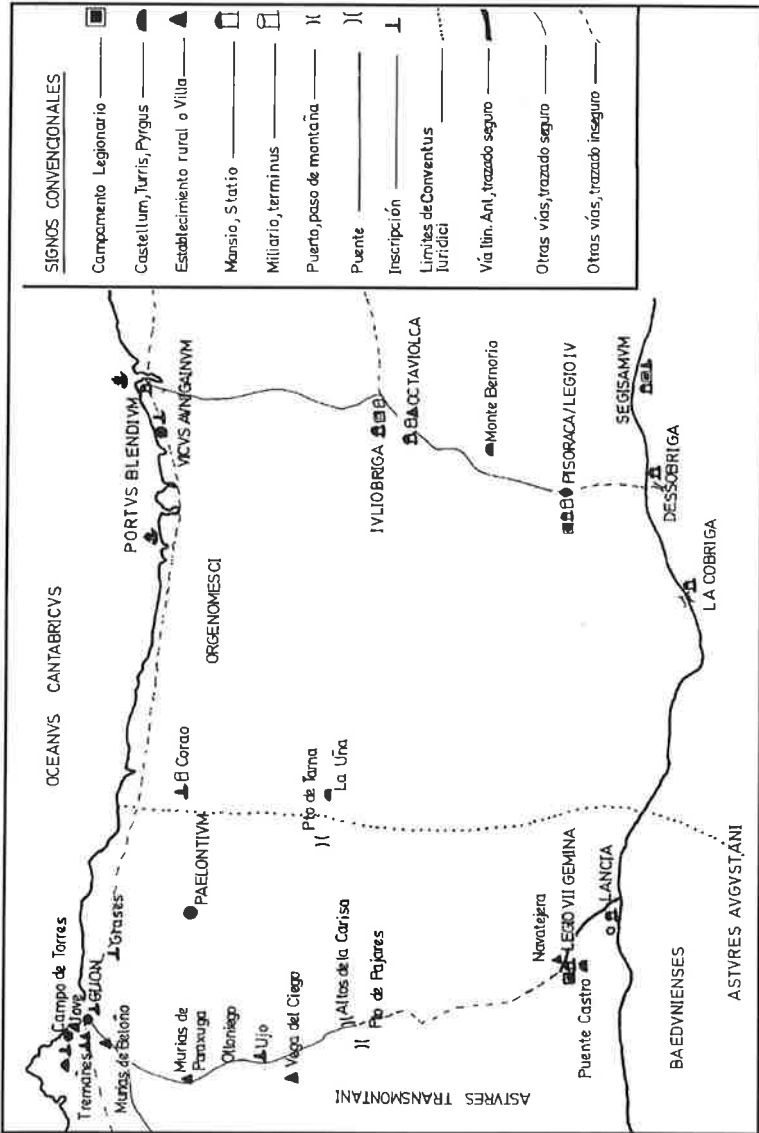 SIGNOS CONVENCIONALES
Campamento Legionario
Castellum, Turris, Pyrgus
Establecimiento rural o Villa
Mansio, Statio
Miliario, terminus
Puerto, paso de montaña
Puente
Inscripción
Limites de Conventus
Iuridici
Vía Itin. Ant., trazado seguro
Otras vías, trazado seguro
Otras vías, trazado inseguro
OCEANVS CANTABRICVS
PORTVS BLENDIVM
VICVS AVNIGAINVM
Campo de Torres
Jove
GIJON
Tremañes
Murias de Beloño
Grases
Corao
PAELONTIVM
ORGENOMESCI
IVLIOBRIGA
OCTAVIOLCA
Murias de
Paraxuga
Olloniego
Ujo
Vega del Ciego
Pto de Tarna
La Uña
Altos de la Carisa
Pto de Pajares
Monte Bernorio
PISORACA/LEGIO IV
SEGISAMVM
DESSOBRIGA
LA COBRIGA
Navatejera
LEGIO VII GEMINA
Puente Castro
LANCIA
ASTVRES TRANSMONTANI
BAEDVNIENSES
ASTVRES AVGVSTANI